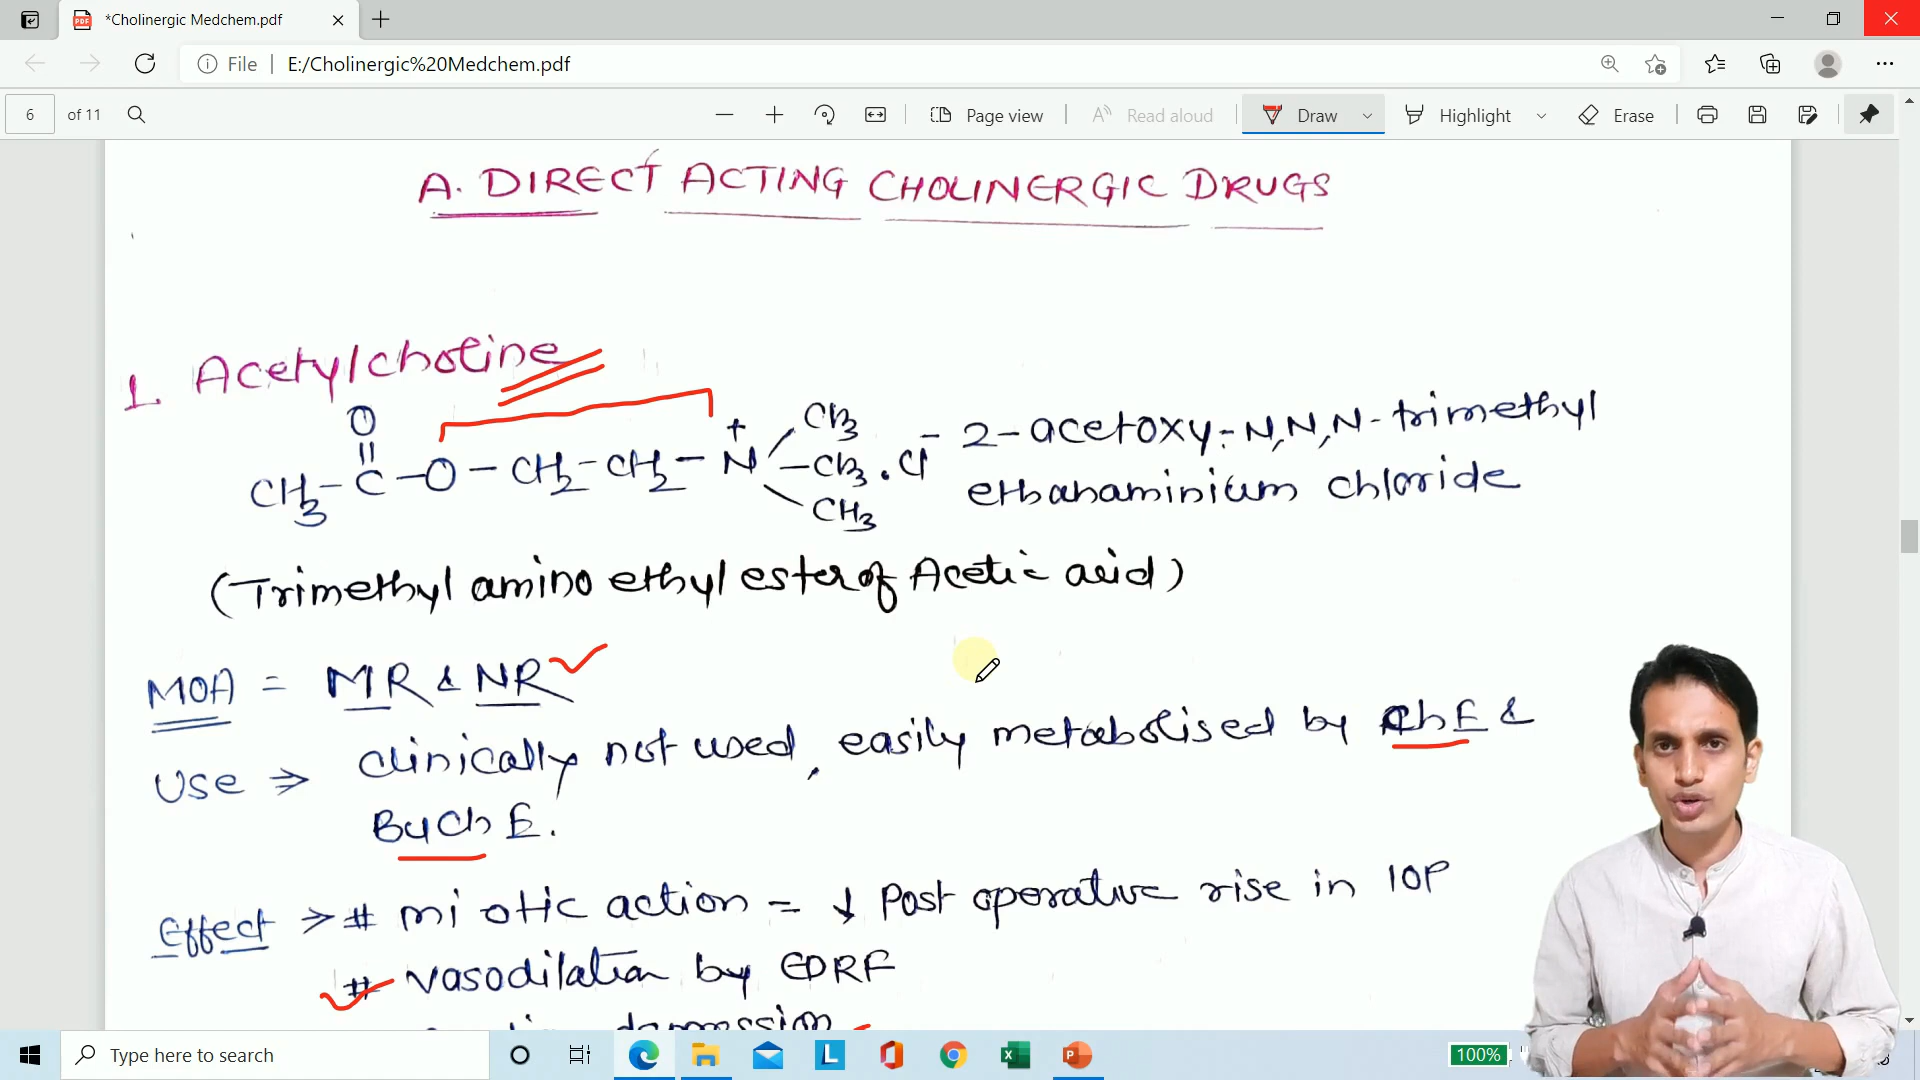 *Cholinergic Medchem.pdf
File E:/Cholinergic%20Medchem.pdf
6 of 11 Page view Read aloud Draw Highlight Erase
A. DIRECT ACTING CHOLINERGIC DRUGS
1. Acetylcholine
O
CH3 - C - O - CH2 - CH2 - N+ CH3 CH3 CH3 . Cl-
2-acetoxy-N,N,N-trimethyl
ethanaminium chloride
(Trimethyl amino ethyl ester of Acetic acid)
MOA = MR & NR
Use ⇒ clinically not used, easily metabolised by ChE &
BuChE.
Effect ⇒ # miotic action = ↓ Post operative rise in IOP
# vasodilation by EDRF
depression
Type here to search
100%